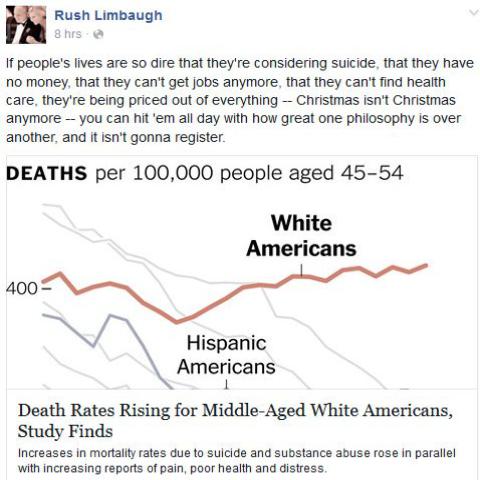 Rush Limbaugh
8 hrs ·
If people's lives are so dire that they're considering suicide, that they have
no money, that they can't get jobs anymore, that they can't find health
care, they're being priced out of everything -- Christmas isn't Christmas
anymore -- you can hit 'em all day with how great one philosophy is over
another, and it isn't gonna register.
DEATHS per 100,000 people aged 45–54
White
Americans
400
Hispanic
Americans
Death Rates Rising for Middle-Aged White Americans,
Study Finds
Increases in mortality rates due to suicide and substance abuse rose in parallel
with increasing reports of pain, poor health and distress.